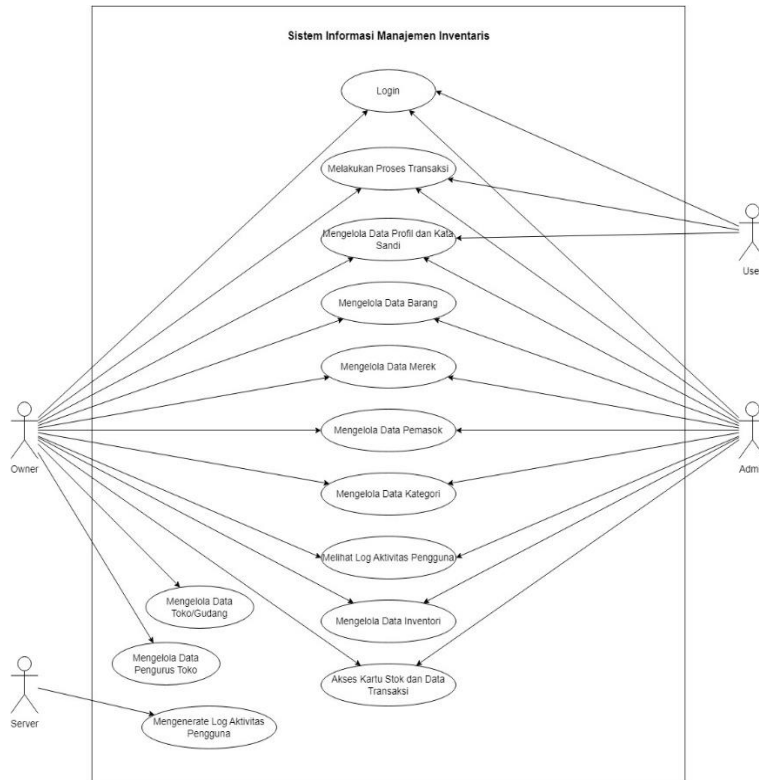 Sistem Informasi Manajemen Inventaris
Login
Melakukan Proses Transaksi
Mengelola Data Profil dan Kata
Sandi
Mengelola Data Barang
Mengelola Data Merek
Mengelola Data Pemasok
Mengelola Data Kategori
Melihat Log Aktivitas Pengguna
Mengelola Data Inventori
Akses Kartu Stok dan Data
Transaksi
Mengelola Data
Toko/Gudang
Mengelola Data
Pengurus Toko
Mengenerate Log Aktivitas
Pengguna
Owner
Server
Use
Adm